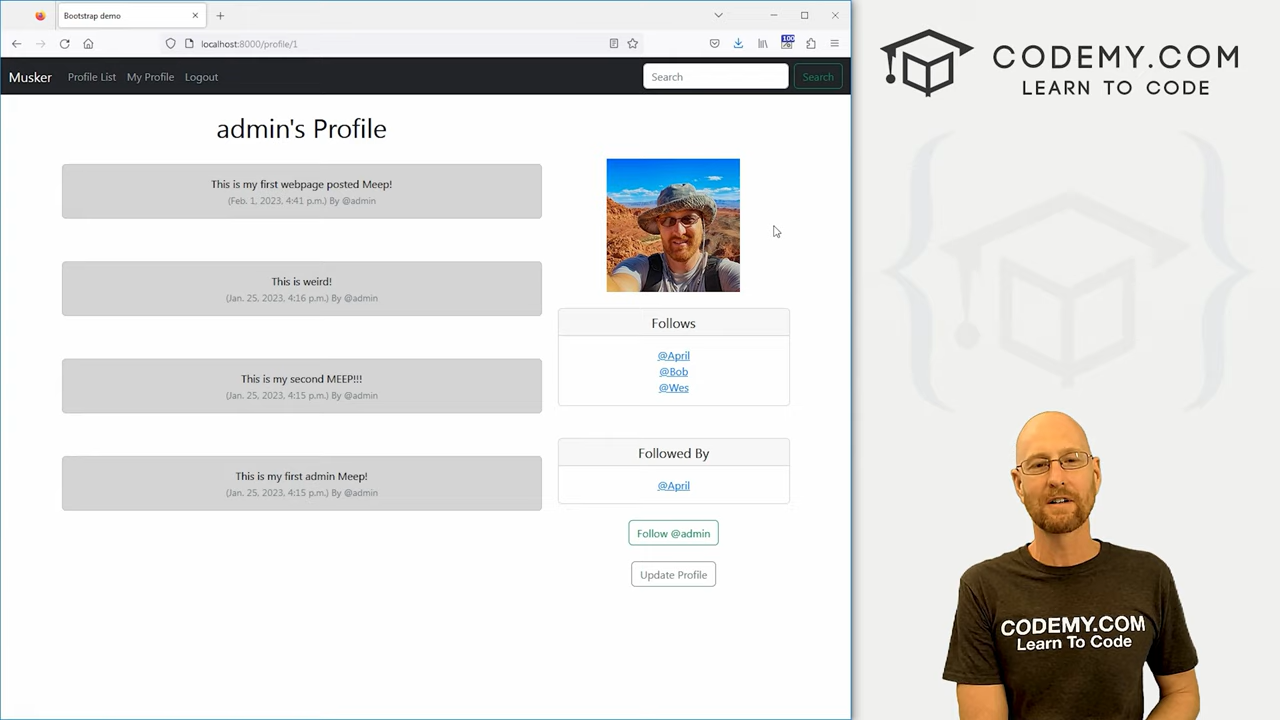 Bootstrap demo
localhost:8000/profile/1
100
Musker
Profile List
My Profile
Logout
Search
Search
admin's Profile
This is my first webpage posted Meep!
(Feb. 1, 2023, 4:41 p.m.) By @admin
This is weird!
(Jan. 25, 2023, 4:16 p.m.) By @admin
This is my second MEEP!!!
(Jan. 25, 2023, 4:15 p.m.) By @admin
This is my first admin Meep!
(Jan. 25, 2023, 4:15 p.m.) By @admin
Follows
@April
@Bob
@Wes
Followed By
@April
Follow @admin
Update Profile
CODEMY.COM
LEARN TO CODE
CODEMY.COM
Learn To Code